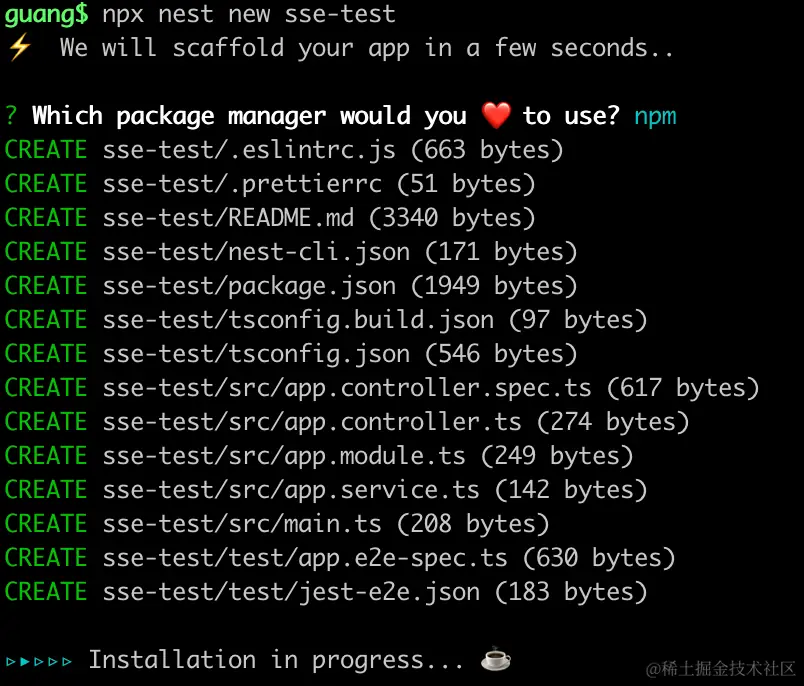 guang$ npx nest new sse-test
⚡ We will scaffold your app in a few seconds..
? Which package manager would you ❤️ to use? npm
CREATE sse-test/.eslintrc.js (663 bytes)
CREATE sse-test/.prettierrc (51 bytes)
CREATE sse-test/README.md (3340 bytes)
CREATE sse-test/nest-cli.json (171 bytes)
CREATE sse-test/package.json (1949 bytes)
CREATE sse-test/tsconfig.build.json (97 bytes)
CREATE sse-test/tsconfig.json (546 bytes)
CREATE sse-test/src/app.controller.spec.ts (617 bytes)
CREATE sse-test/src/app.controller.ts (274 bytes)
CREATE sse-test/src/app.module.ts (249 bytes)
CREATE sse-test/src/app.service.ts (142 bytes)
CREATE sse-test/src/main.ts (208 bytes)
CREATE sse-test/test/app.e2e-spec.ts (630 bytes)
CREATE sse-test/test/jest-e2e.json (183 bytes)
▹▸▹▹▹ Installation in progress... ☕
@稀土掘金技术社区